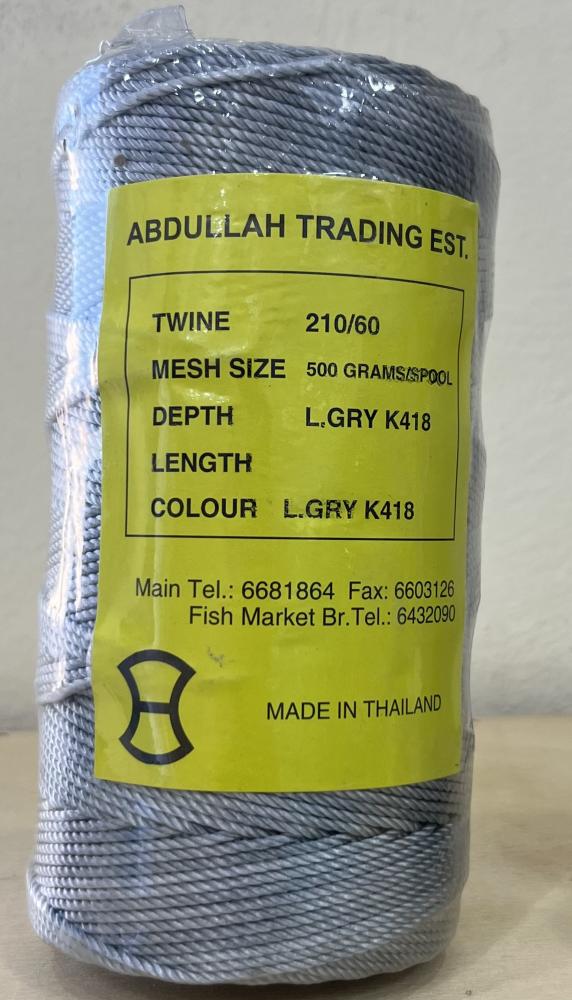 ABDULLAH TRADING EST.
TWINE 210/60
MESH SIZE 500 GRAMS/SPOOL
DEPTH L.GRY K418
LENGTH
COLOUR L.GRY K418
Main Tel.: 6681864 Fax: 6603126
Fish Market Br.Tel.: 6432090
MADE IN THAILAND